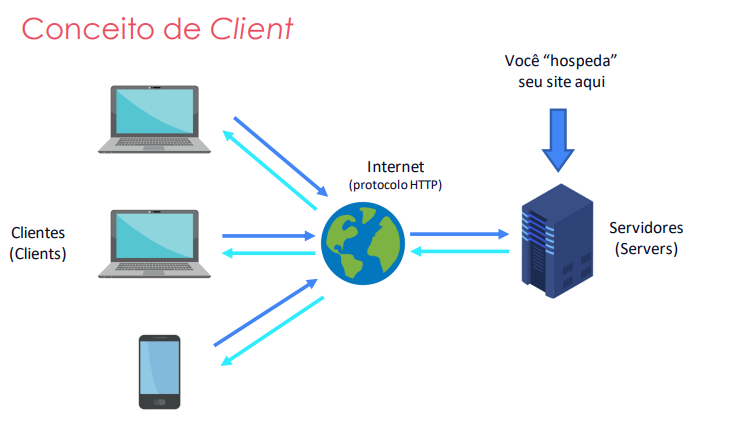 Conceito de Client
Você “hospeda”
seu site aqui
Internet
(protocolo HTTP)
Clientes
(Clients)
Servidores
(Servers)